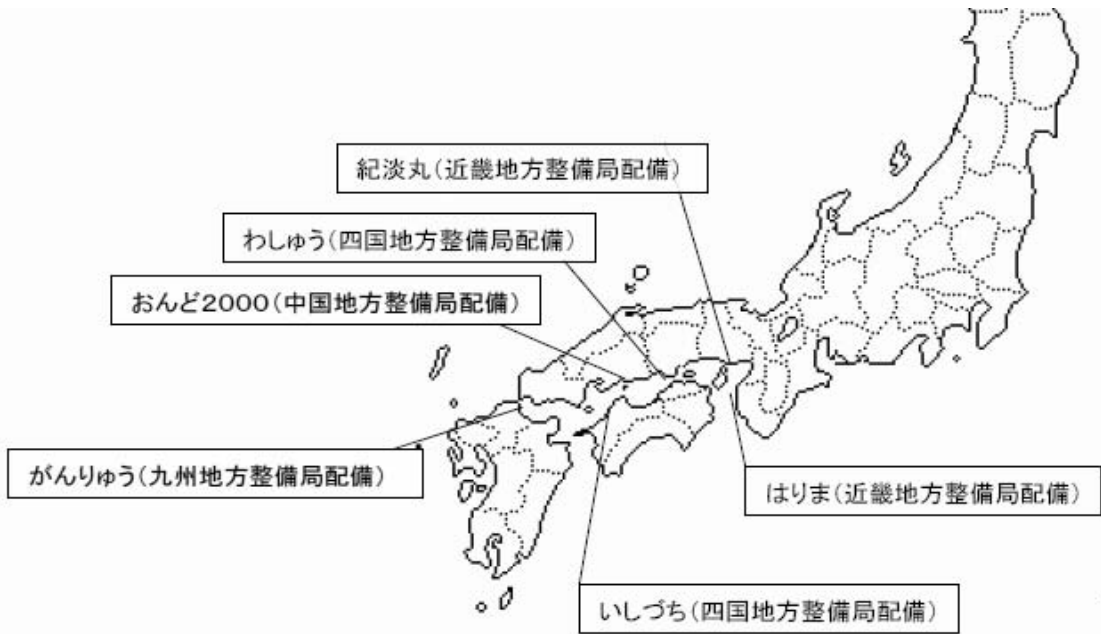 紀淡丸(近畿地方整備局配備)
わしゅう(四国地方整備局配備)
おんど2000(中国地方整備局配備)
がんりゅう(九州地方整備局配備)
はりま(近畿地方整備局配備)
いしづち(四国地方整備局配備)